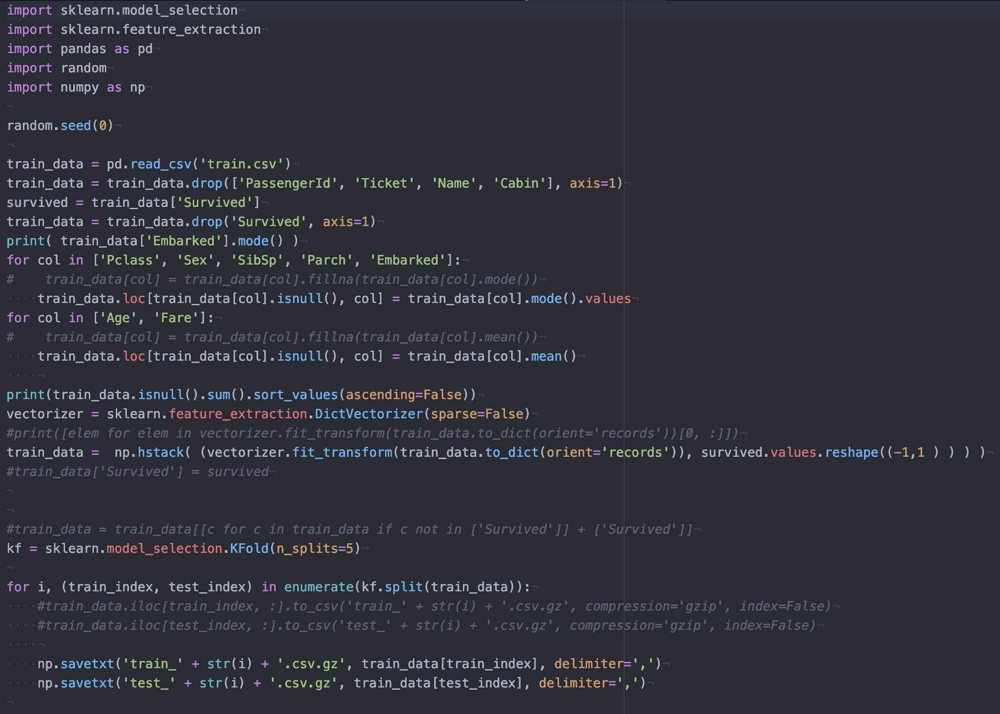 import sklearn.model_selection
import sklearn.feature_extraction
import pandas as pd
import random
import numpy as np

random.seed(0)

train_data = pd.read_csv('train.csv')
train_data = train_data.drop(['PassengerId', 'Ticket', 'Name', 'Cabin'], axis=1)
survived = train_data['Survived']
train_data = train_data.drop('Survived', axis=1)
print( train_data['Embarked'].mode() )
for col in ['Pclass', 'Sex', 'SibSp', 'Parch', 'Embarked']:
#    train_data[col] = train_data[col].fillna(train_data[col].mode())
    train_data.loc[train_data[col].isnull(), col] = train_data[col].mode().values
for col in ['Age', 'Fare']:
#    train_data[col] = train_data[col].fillna(train_data[col].mean())
    train_data.loc[train_data[col].isnull(), col] = train_data[col].mean()

print(train_data.isnull().sum().sort_values(ascending=False))
vectorizer = sklearn.feature_extraction.DictVectorizer(sparse=False)
#print([elem for elem in vectorizer.fit_transform(train_data.to_dict(orient='records'))[0, :]])
train_data =  np.hstack( (vectorizer.fit_transform(train_data.to_dict(orient='records')), survived.values.reshape((-1,1 ) ) ) )
#train_data['Survived'] = survived


#train_data = train_data[[c for c in train_data if c not in ['Survived']] + ['Survived']]
kf = sklearn.model_selection.KFold(n_splits=5)

for i, (train_index, test_index) in enumerate(kf.split(train_data)):
    #train_data.iloc[train_index, :].to_csv('train_' + str(i) + '.csv.gz', compression='gzip', index=False)
    #train_data.iloc[test_index, :].to_csv('test_' + str(i) + '.csv.gz', compression='gzip', index=False)

    np.savetxt('train_' + str(i) + '.csv.gz', train_data[train_index], delimiter=',')
    np.savetxt('test_' + str(i) + '.csv.gz', train_data[test_index], delimiter=',')